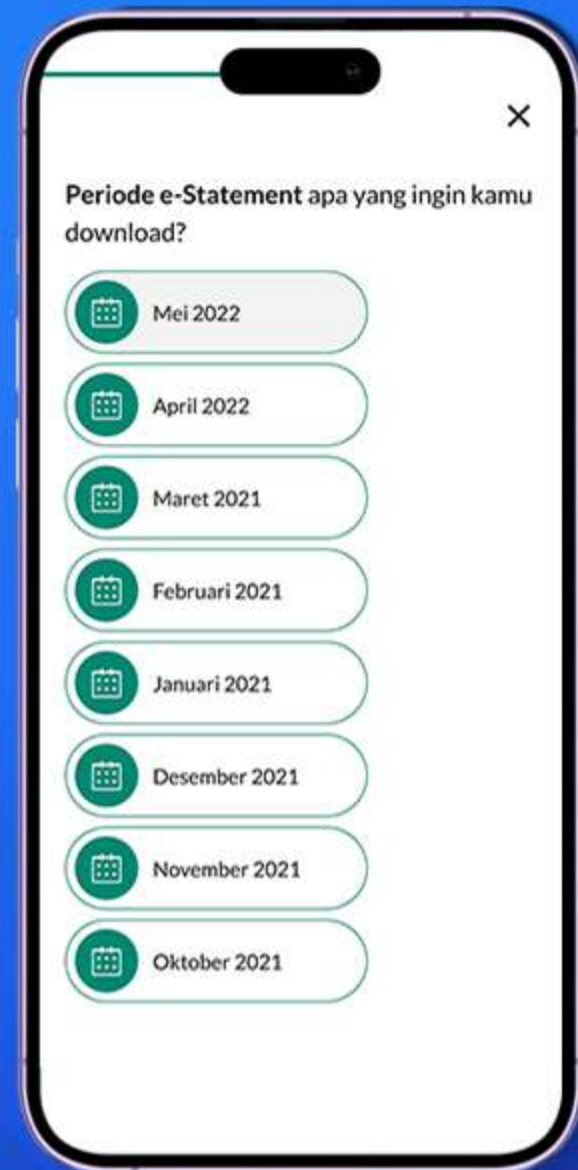 Periode e-Statement apa yang ingin kamu
download?
Mei 2022
April 2022
Maret 2021
Februari 2021
Januari 2021
Desember 2021
November 2021
Oktober 2021